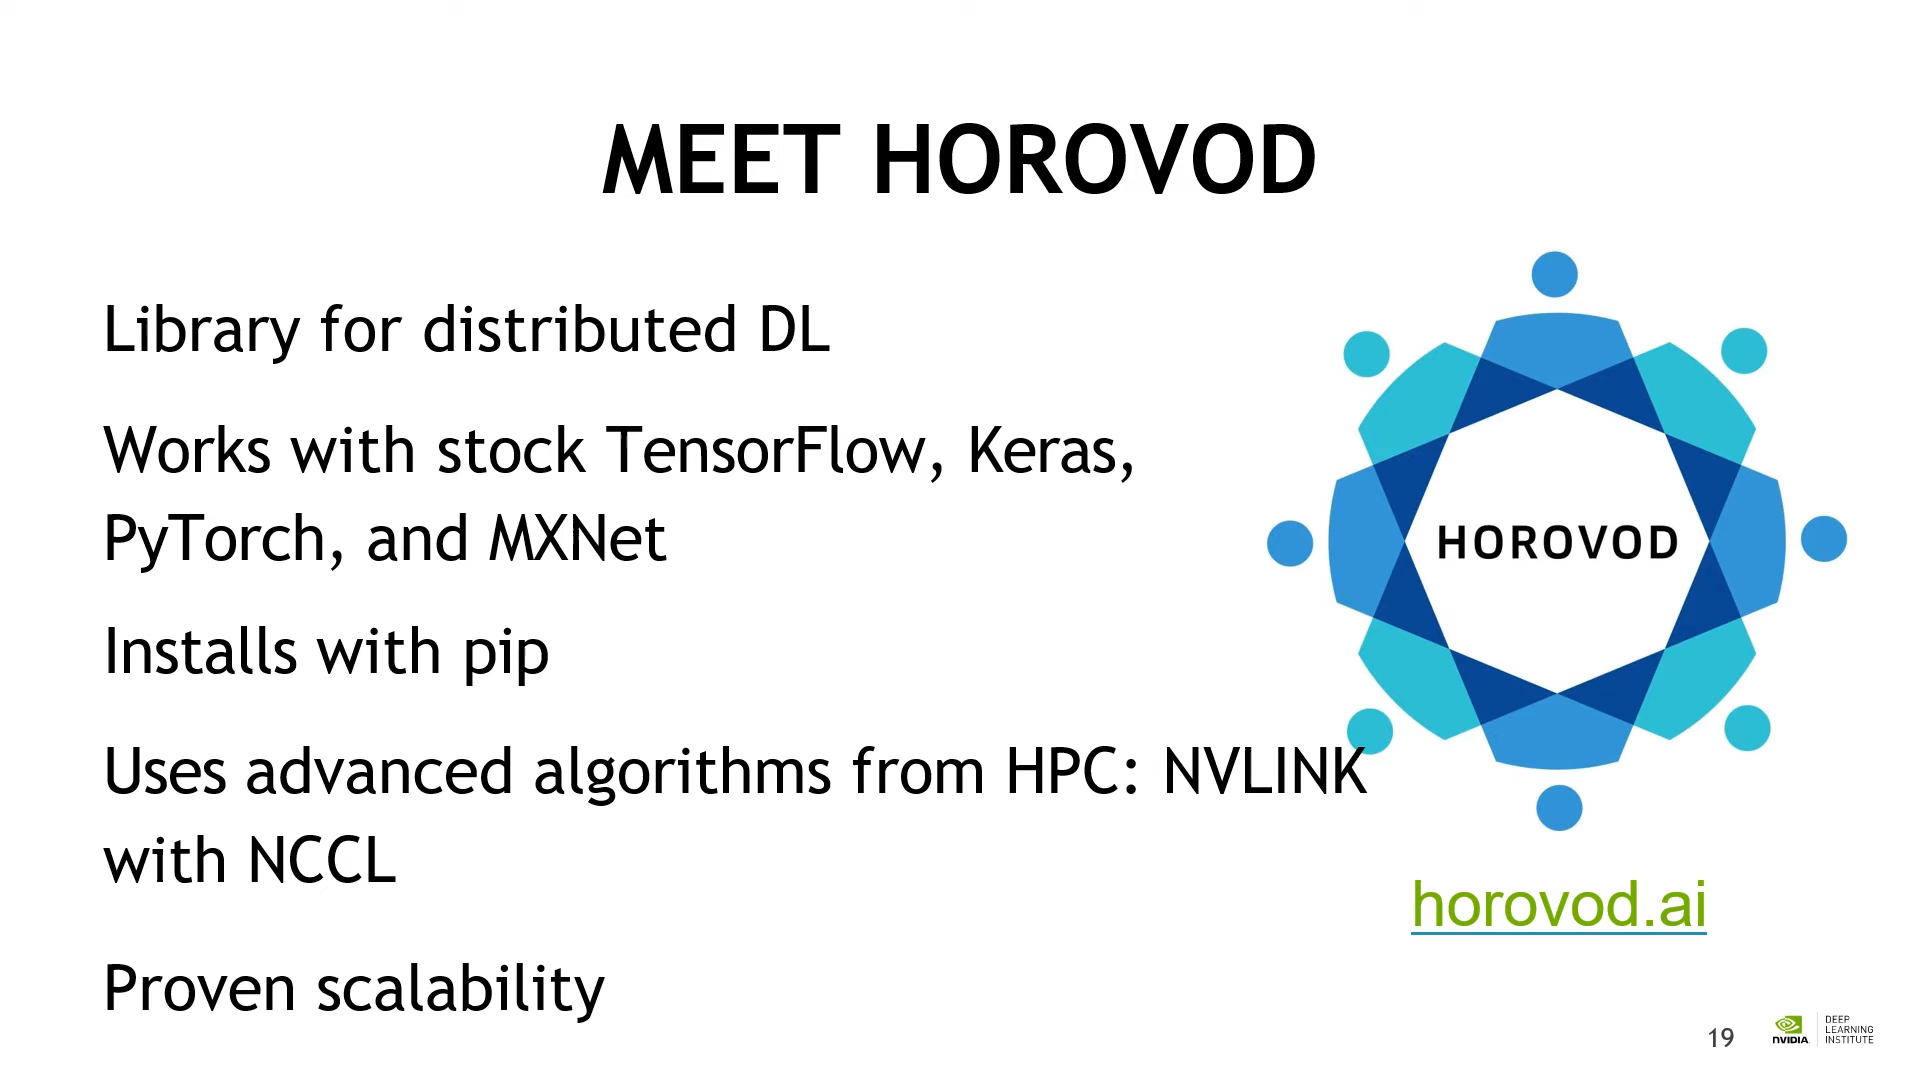 MEET HOROVOD
Library for distributed DL
Works with stock TensorFlow, Keras,
PyTorch, and MXNet
Installs with pip
Uses advanced algorithms from HPC: NVLINK
with NCCL
Proven scalability
HOROVOD
horovod.ai
19
NVIDIA
DEEP
LEARNING
INSTITUTE